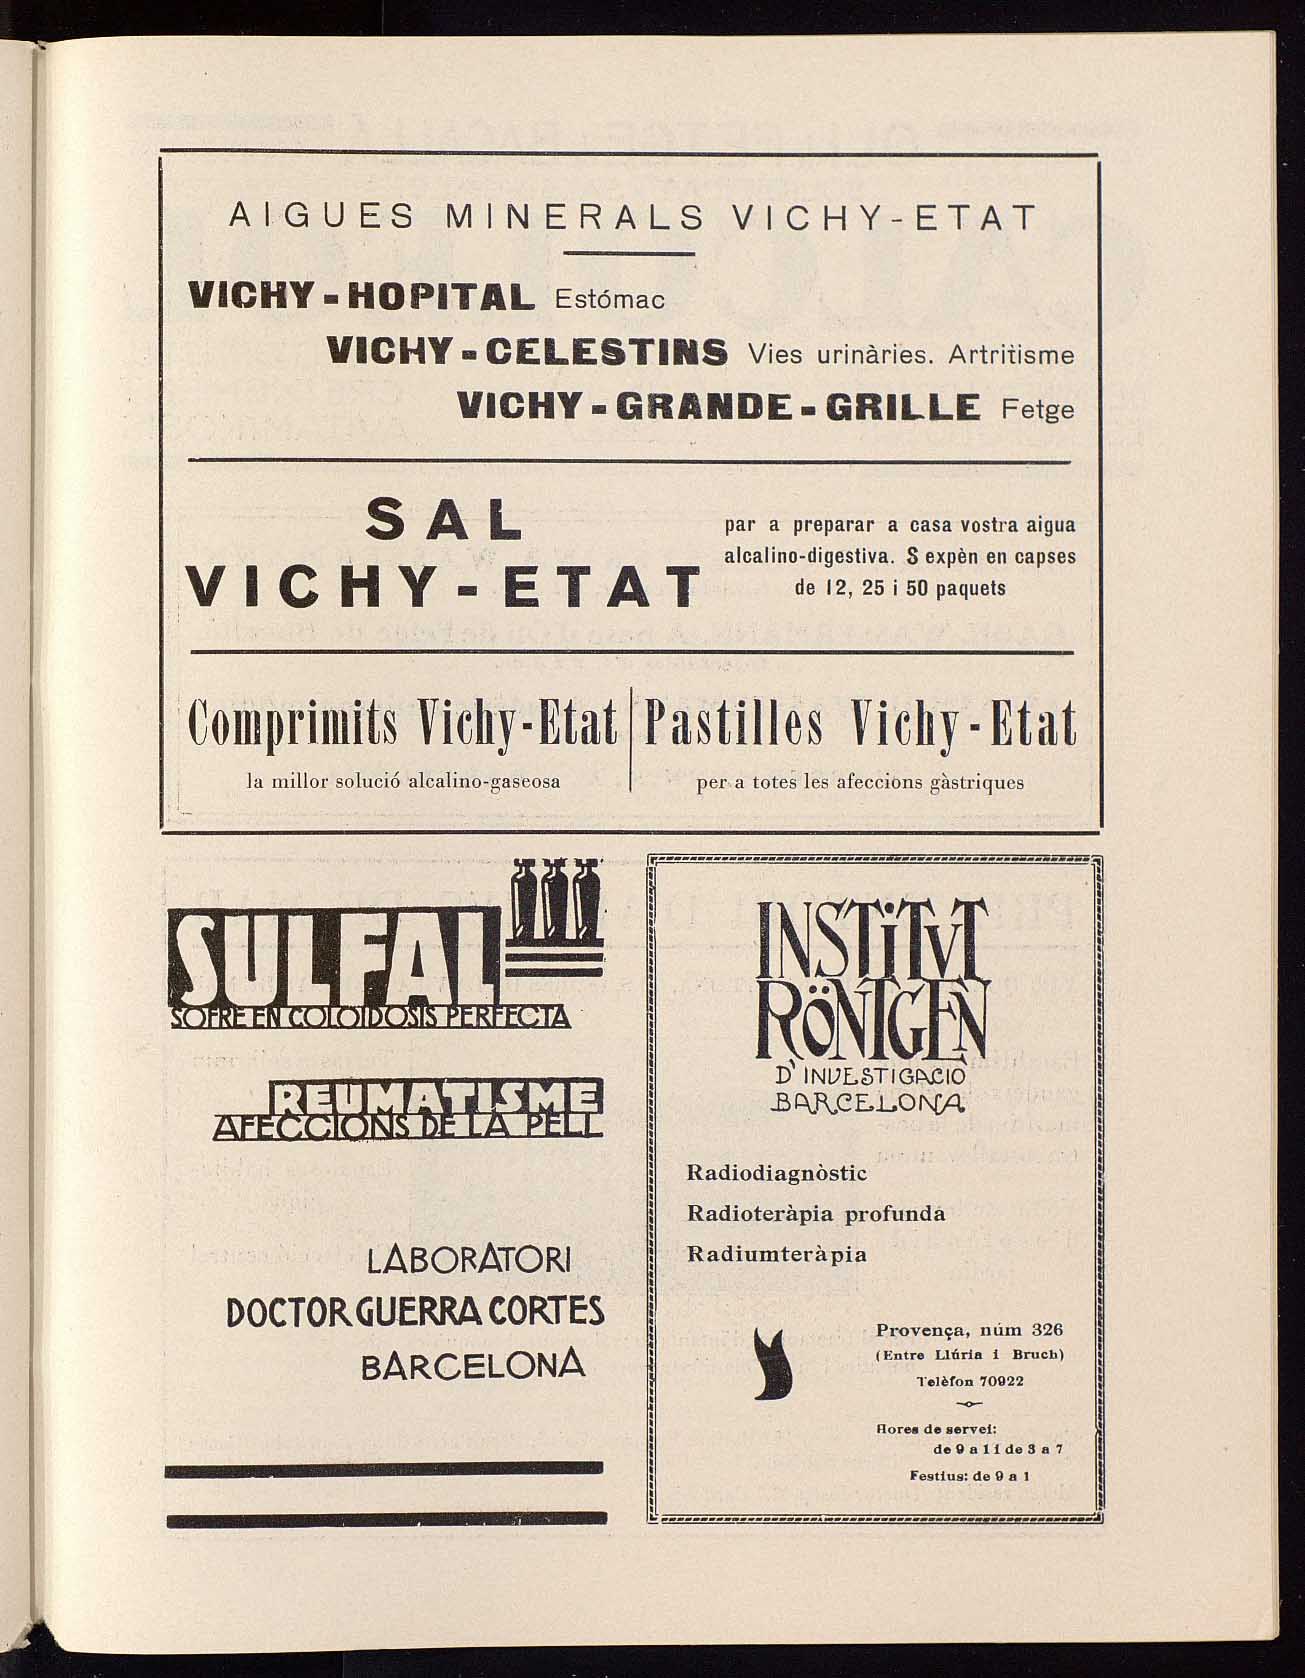 AIGUES MINERALS VICHY-ETAT
VICHY-HOPITAL Estómac
VICHY-CELESTINS Vies urinàries. Artritisme
VICHY-GRANDE-GRILLE Fetge
SAL
VICHY-ETAT
par a preparar a casa vostra aigua
alcalino-digestiva. S expèn en capses
de 12, 25 i 50 paquets
Comprimits Vichy-Etat
la millor solució alcalino-gaseosa
Pastilles Vichy-Etat
per a totes les afeccions gàstriques
SULFAL
SOFRE EN COLOIDOSIS PERFECTA
REUMATISME
AFECCIONS DE LA PELL
LABORATORI
DOCTOR GUERRA CORTES
BARCELONA
INSTITVT
RÖNTGEN
D'INVESTIGACIO
BARCELONA
Radiodiagnòstic
Radioteràpia profunda
Radiumteràpia
Provença, núm 326
(Entre Llúria i Bruch)
Telèfon 70922
Hores de servei:
de 9 a 11 de 3 a 7
Festius: de 9 a 1